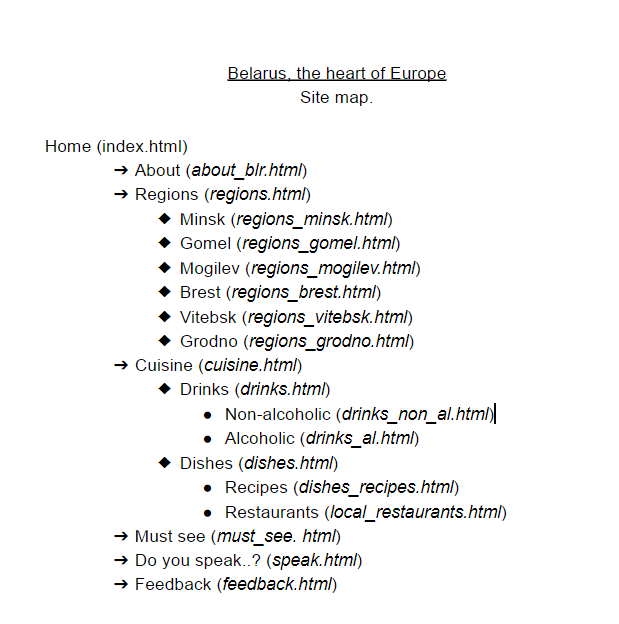 Belarus, the heart of Europe
Site map.
Home (index.html)
➔ About (about_blr.html)
➔ Regions (regions.html)
◆ Minsk (regions_minsk.html)
◆ Gomel (regions_gomel.html)
◆ Mogilev (regions_mogilev.html)
◆ Brest (regions_brest.html)
◆ Vitebsk (regions_vitebsk.html)
◆ Grodno (regions_grodno.html)
➔ Cuisine (cuisine.html)
◆ Drinks (drinks.html)
● Non-alcoholic (drinks_non_al.html)
● Alcoholic (drinks_al.html)
◆ Dishes (dishes.html)
● Recipes (dishes_recipes.html)
● Restaurants (local_restaurants.html)
➔ Must see (must_see. html)
➔ Do you speak..? (speak.html)
➔ Feedback (feedback.html)